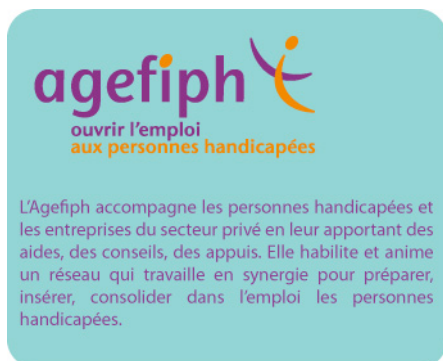 agefiph
ouvrir l'emploi
aux personnes handicapées
L'Agefiph accompagne les personnes handicapées et
les entreprises du secteur privé en leur apportant des
aides, des conseils, des appuis. Elle habilite et anime
un réseau qui travaille en synergie pour préparer,
insérer, consolider dans l'emploi les personnes
handicapées.